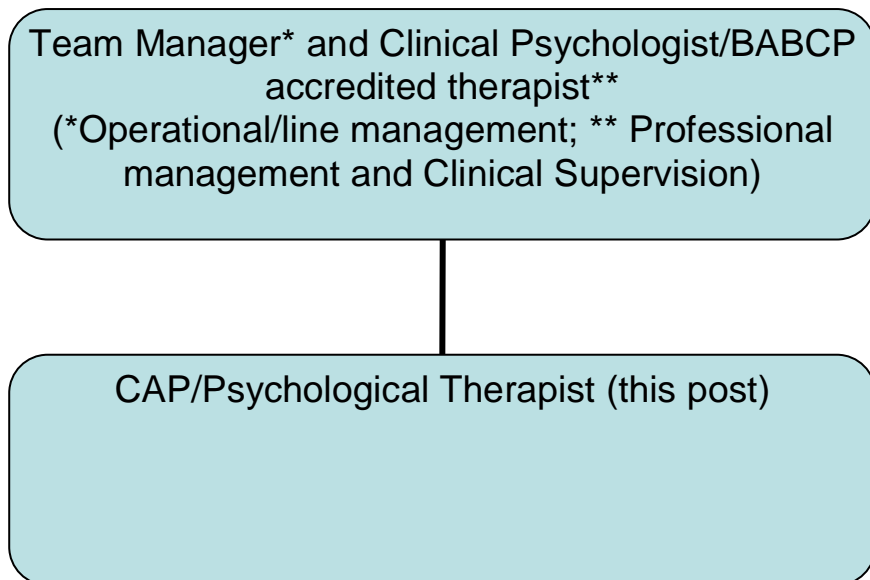 Team Manager* and Clinical Psychologist/BABCP
accredited therapist**
(*Operational/line management; ** Professional
management and Clinical Supervision)
CAP/Psychological Therapist (this post)